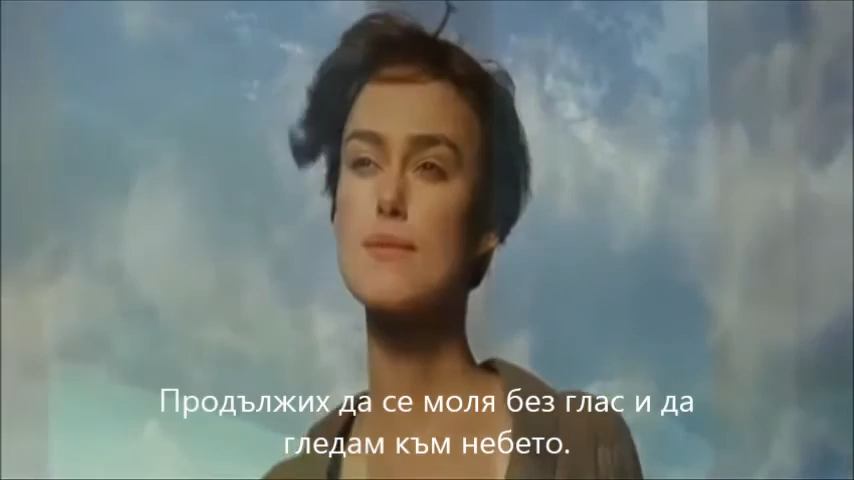 Продължих да се моля без глас и да
гледам към небето.